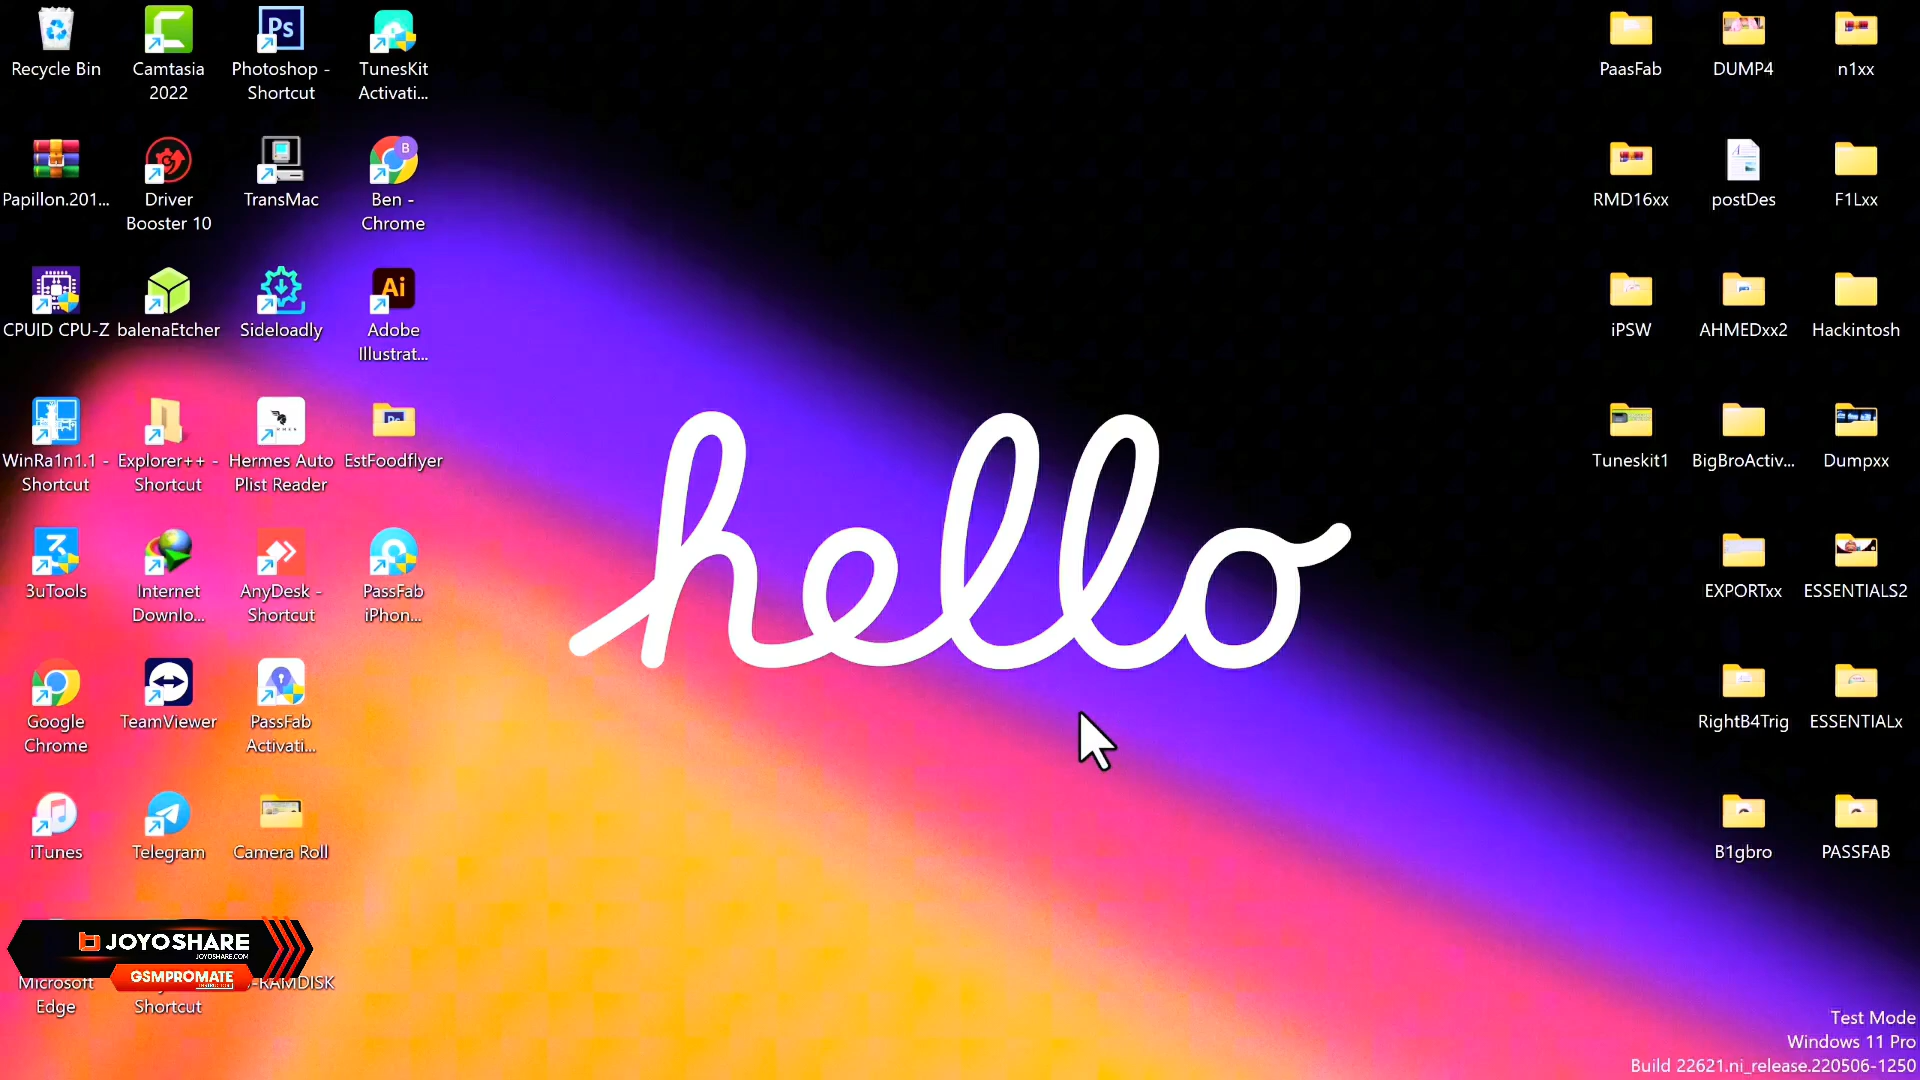 Recycle Bin
Camtasia
2022
Photoshop -
Shortcut
TunesKit
Activati...
Papillon.201...
Driver
Booster 10
TransMac
Ben -
Chrome
CPUID CPU-Z
balenaEtcher
Sideloadly
Adobe
Illustrat...
WinRa1n1.1 -
Shortcut
Explorer++ -
Shortcut
Hermes Auto
Plist Reader
EstFoodflyer
3uTools
Internet
Downlo...
AnyDesk -
Shortcut
PassFab
iPhon...
Google
Chrome
TeamViewer
PassFab
Activati...
iTunes
Telegram
Camera Roll
JOYOSHARE
JOYOSHARE.COM
GSMPROMATE
Microsoft
Edge
Shortcut
-RAMDISK
hello
PaasFab
DUMP4
n1xx
RMD16xx
postDes
F1Lxx
iPSW
AHMEDxx2
Hackintosh
Tuneskit1
BigBroActiv...
Dumpxx
EXPORTxx
ESSENTIALS2
RightB4Trig
ESSENTIALx
B1gbro
PASSFAB
Test Mode
Windows 11 Pro
Build 22621.ni_release.220506-1250